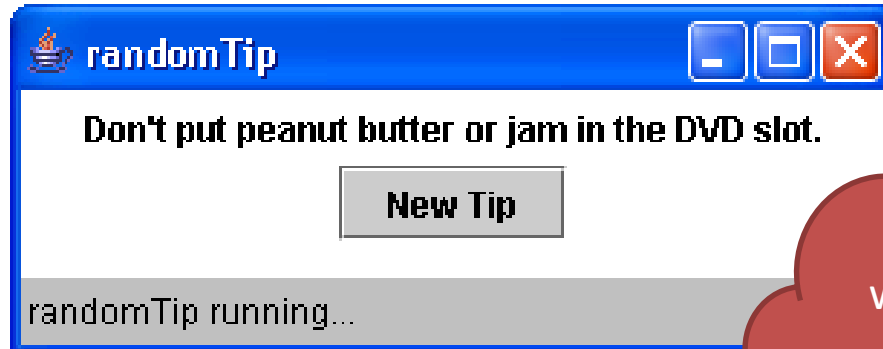 randomTip
Don't put peanut butter or jam in the DVD slot.
New Tip
randomTip running...